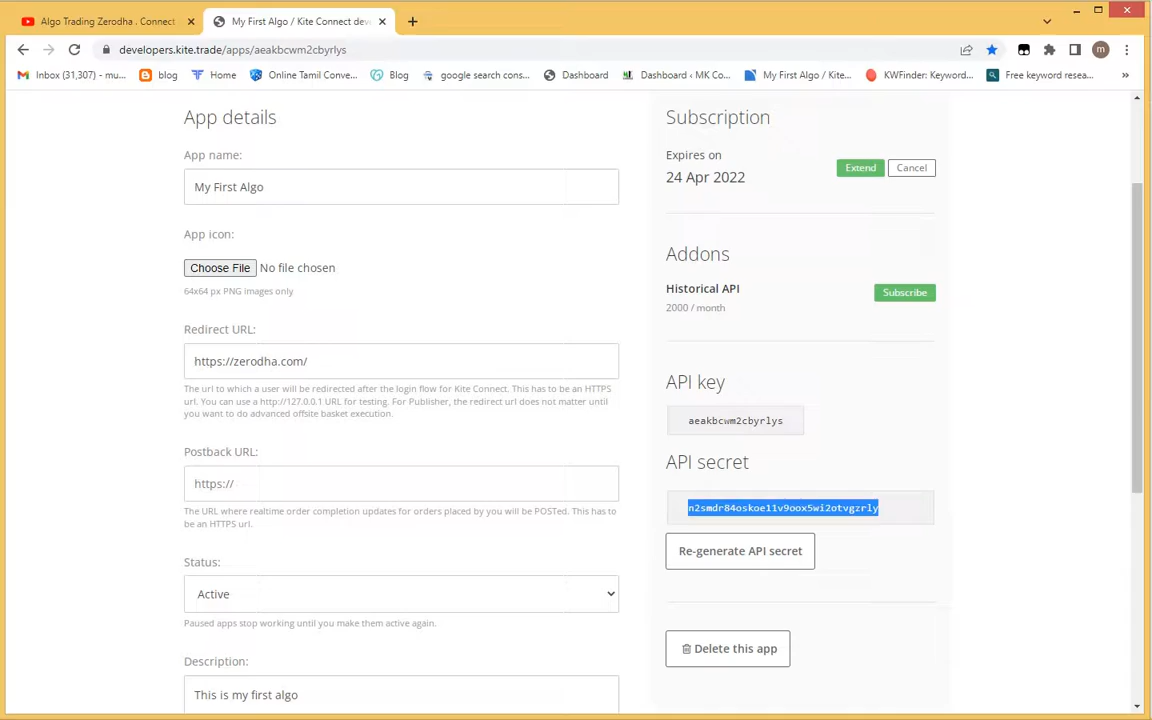 Algo Trading Zerodha . Connect
My First Algo / Kite Connect dev
developers.kite.trade/apps/aeakbcwm2cbyrlys
m
Inbox (31,307) - mu...
blog
Home
Online Tamil Conve...
Blog
google search cons...
Dashboard
Dashboard ‹ MK Co...
My First Algo / Kite...
KWFinder: Keyword...
Free keyword resea...
»
App details
App name:
My First Algo
App icon:
Choose File No file chosen
64x64 px PNG images only
Redirect URL:
https://zerodha.com/
The url to which a user will be redirected after the login flow for Kite Connect. This has to be an HTTPS
url. You can use a http://127.0.0.1 URL for testing. For Publisher, the redirect url does not matter until
you want to do advanced offsite basket execution.
Postback URL:
https://
The URL where realtime order completion updates for orders placed by you will be POSTed. This has to
be an HTTPS url.
Status:
Active
Paused apps stop working until you make them active again.
Description:
This is my first algo
Subscription
Expires on
24 Apr 2022
Extend
Cancel
Addons
Historical API
2000 / month
Subscribe
API key
aeakbcwm2cbyrlys
API secret
n2smdr84oskoe11v9oox5wi2otvgzrly
Re-generate API secret
Delete this app